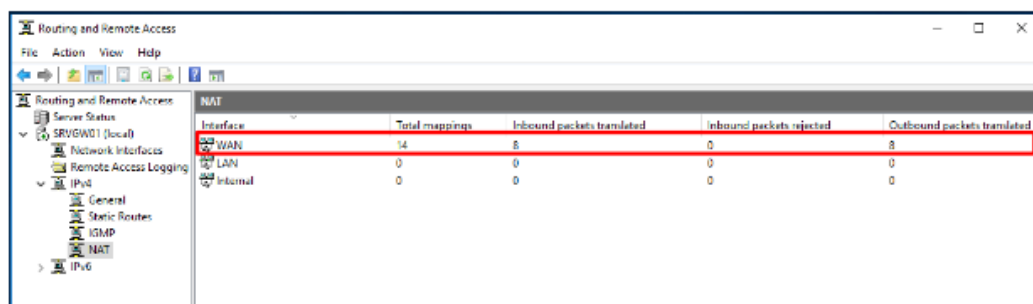 Routing and Remote Access
File Action View Help
Routing and Remote Access
Server Status
SRVGW01 (local)
Network Interfaces
Remote Access Logging
IPv4
General
Static Routes
IGMP
NAT
IPv6
NAT
Interface Total mappings Inbound packets translated Inbound packets rejected Outbound packets translated
WAN 14 8 0 8
LAN 0 0 0 0
Internal 0 0 0 0